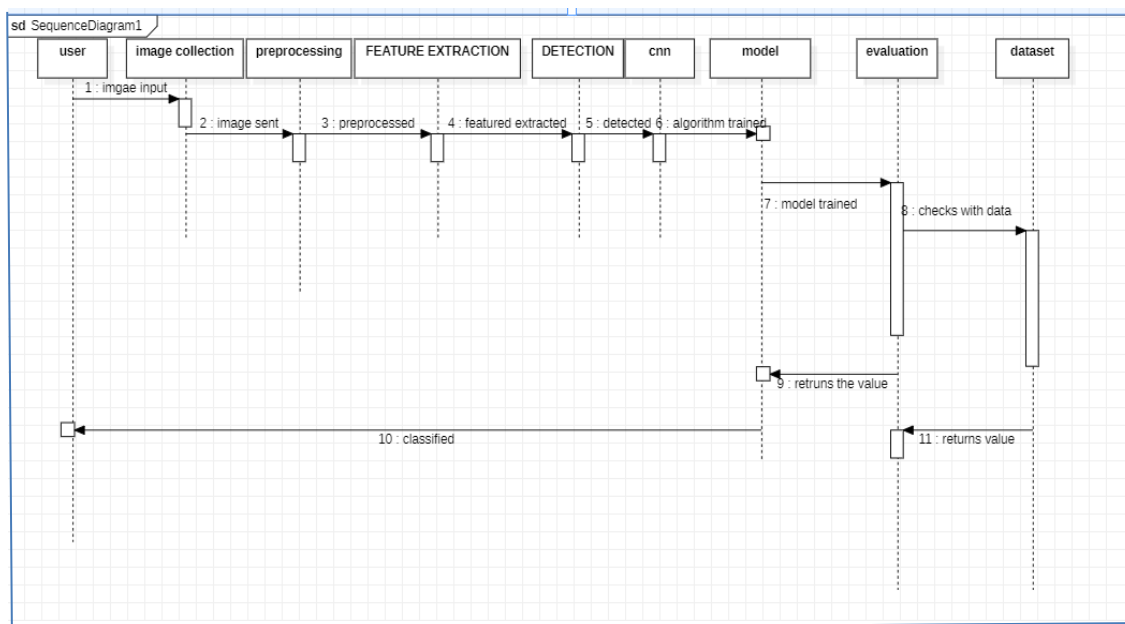 sd SequenceDiagram1
user
image collection
preprocessing
FEATURE EXTRACTION
DETECTION
cnn
model
evaluation
dataset
1 : imgae input
2 : image sent
3 : preprocessed
4 : featured extracted
5 : detected
6 : algorithm trained
7 : model trained
8 : checks with data
9 : retruns the value
10 : classified
11 : returns value